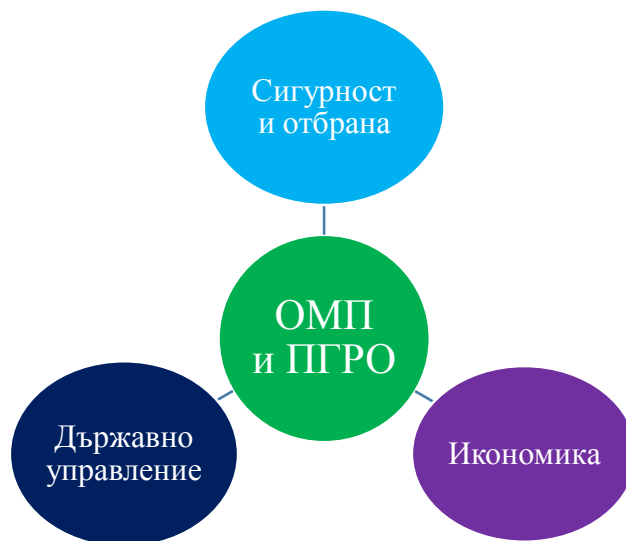 Сигурност
и отбрана
ОМП
и ПГРО
Държавно
управление
Икономика